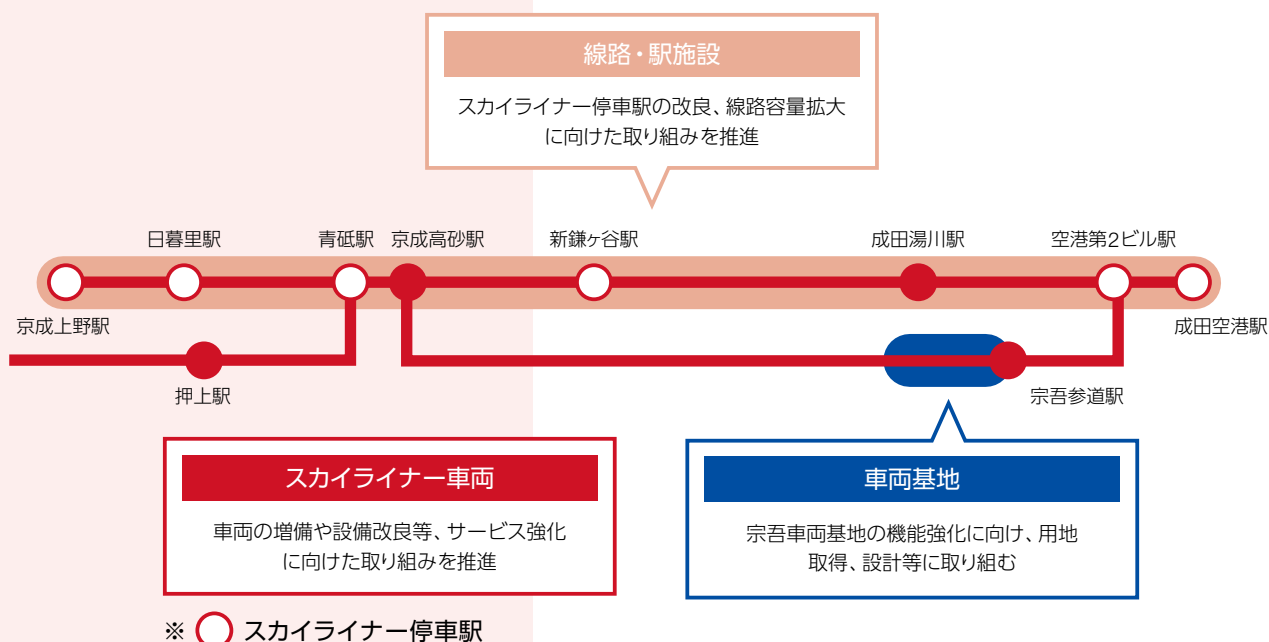 線路・駅施設
スカイライナー停車駅の改良、線路容量拡大
に向けた取り組みを推進
日暮里駅
青砥駅
京成高砂駅
新鎌ヶ谷駅
成田湯川駅
空港第2ビル駅
京成上野駅
成田空港駅
押上駅
宗吾参道駅
スカイライナー車両
車両の増備や設備改良等、サービス強化
に向けた取り組みを推進
車両基地
宗吾車両基地の機能強化に向け、用地
取得、設計等に取り組む
※ スカイライナー停車駅